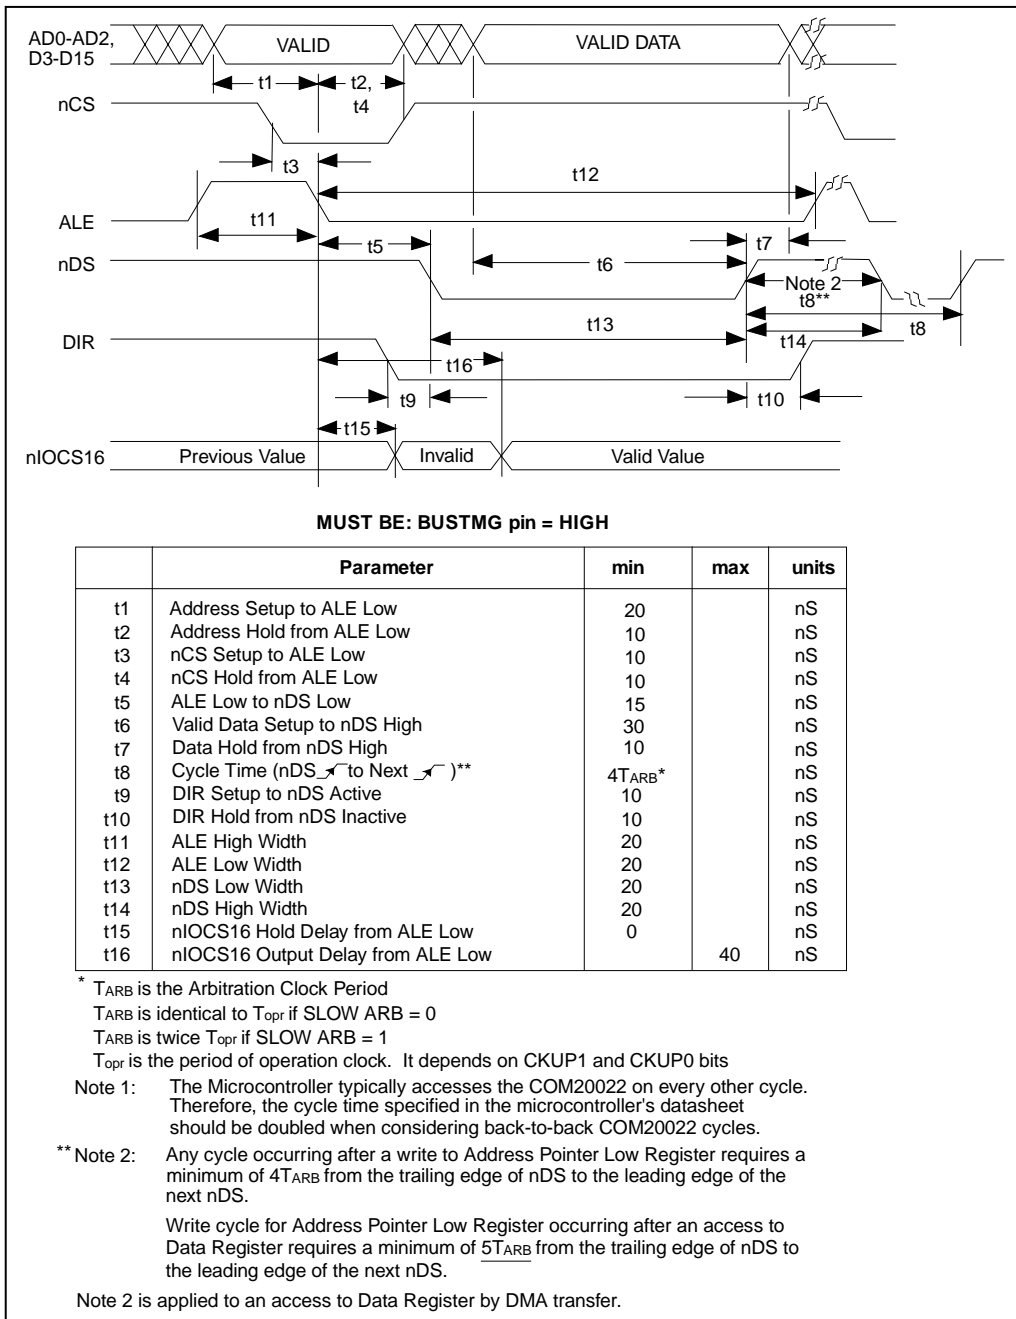 AD0-AD2,
D3-D15
VALID
VALID DATA
t1
t2,
t4
nCS
t3
t12
ALE
t11
t5
t7
nDS
t6
Note 2
t8**
t8
t13
DIR
t14
t16
t9
t10
t15
nIOCS16
Previous Value
Invalid
Valid Value
MUST BE: BUSTMG pin = HIGH
Parameter min max units
t1 Address Setup to ALE Low 20 nS
t2 Address Hold from ALE Low 10 nS
t3 nCS Setup to ALE Low 10 nS
t4 nCS Hold from ALE Low 10 nS
t5 ALE Low to nDS Low 15 nS
t6 Valid Data Setup to nDS High 30 nS
t7 Data Hold from nDS High 10 nS
t8 Cycle Time (nDS to Next )** 4TARB* nS
t9 DIR Setup to nDS Active 10 nS
t10 DIR Hold from nDS Inactive 10 nS
t11 ALE High Width 20 nS
t12 ALE Low Width 20 nS
t13 nDS Low Width 20 nS
t14 nDS High Width 20 nS
t15 nIOCS16 Hold Delay from ALE Low 0 nS
t16 nIOCS16 Output Delay from ALE Low 40 nS
* TARB is the Arbitration Clock Period
TARB is identical to Topr if SLOW ARB = 0
TARB is twice Topr if SLOW ARB = 1
Topr is the period of operation clock. It depends on CKUP1 and CKUP0 bits
Note 1: The Microcontroller typically accesses the COM20022 on every other cycle.
Therefore, the cycle time specified in the microcontroller's datasheet
should be doubled when considering back-to-back COM20022 cycles.
** Note 2: Any cycle occurring after a write to Address Pointer Low Register requires a
minimum of 4TARB from the trailing edge of nDS to the leading edge of the
next nDS.
Write cycle for Address Pointer Low Register occurring after an access to
Data Register requires a minimum of 5TARB from the trailing edge of nDS to
the leading edge of the next nDS.
Note 2 is applied to an access to Data Register by DMA transfer.